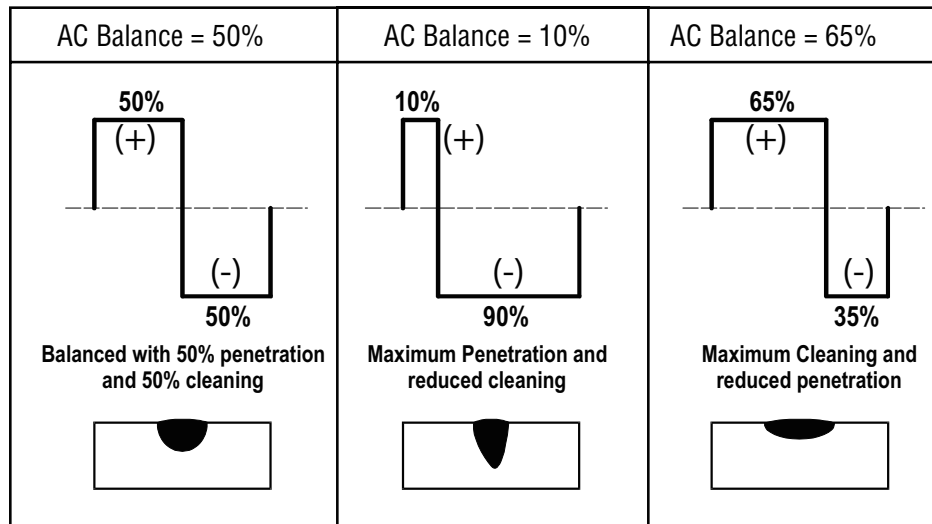 AC Balance = 50%
50%
(+)
(-)
50%
Balanced with 50% penetration
and 50% cleaning
AC Balance = 10%
10%
(+)
(-)
90%
Maximum Penetration and
reduced cleaning
AC Balance = 65%
65%
(+)
(-)
35%
Maximum Cleaning and
reduced penetration